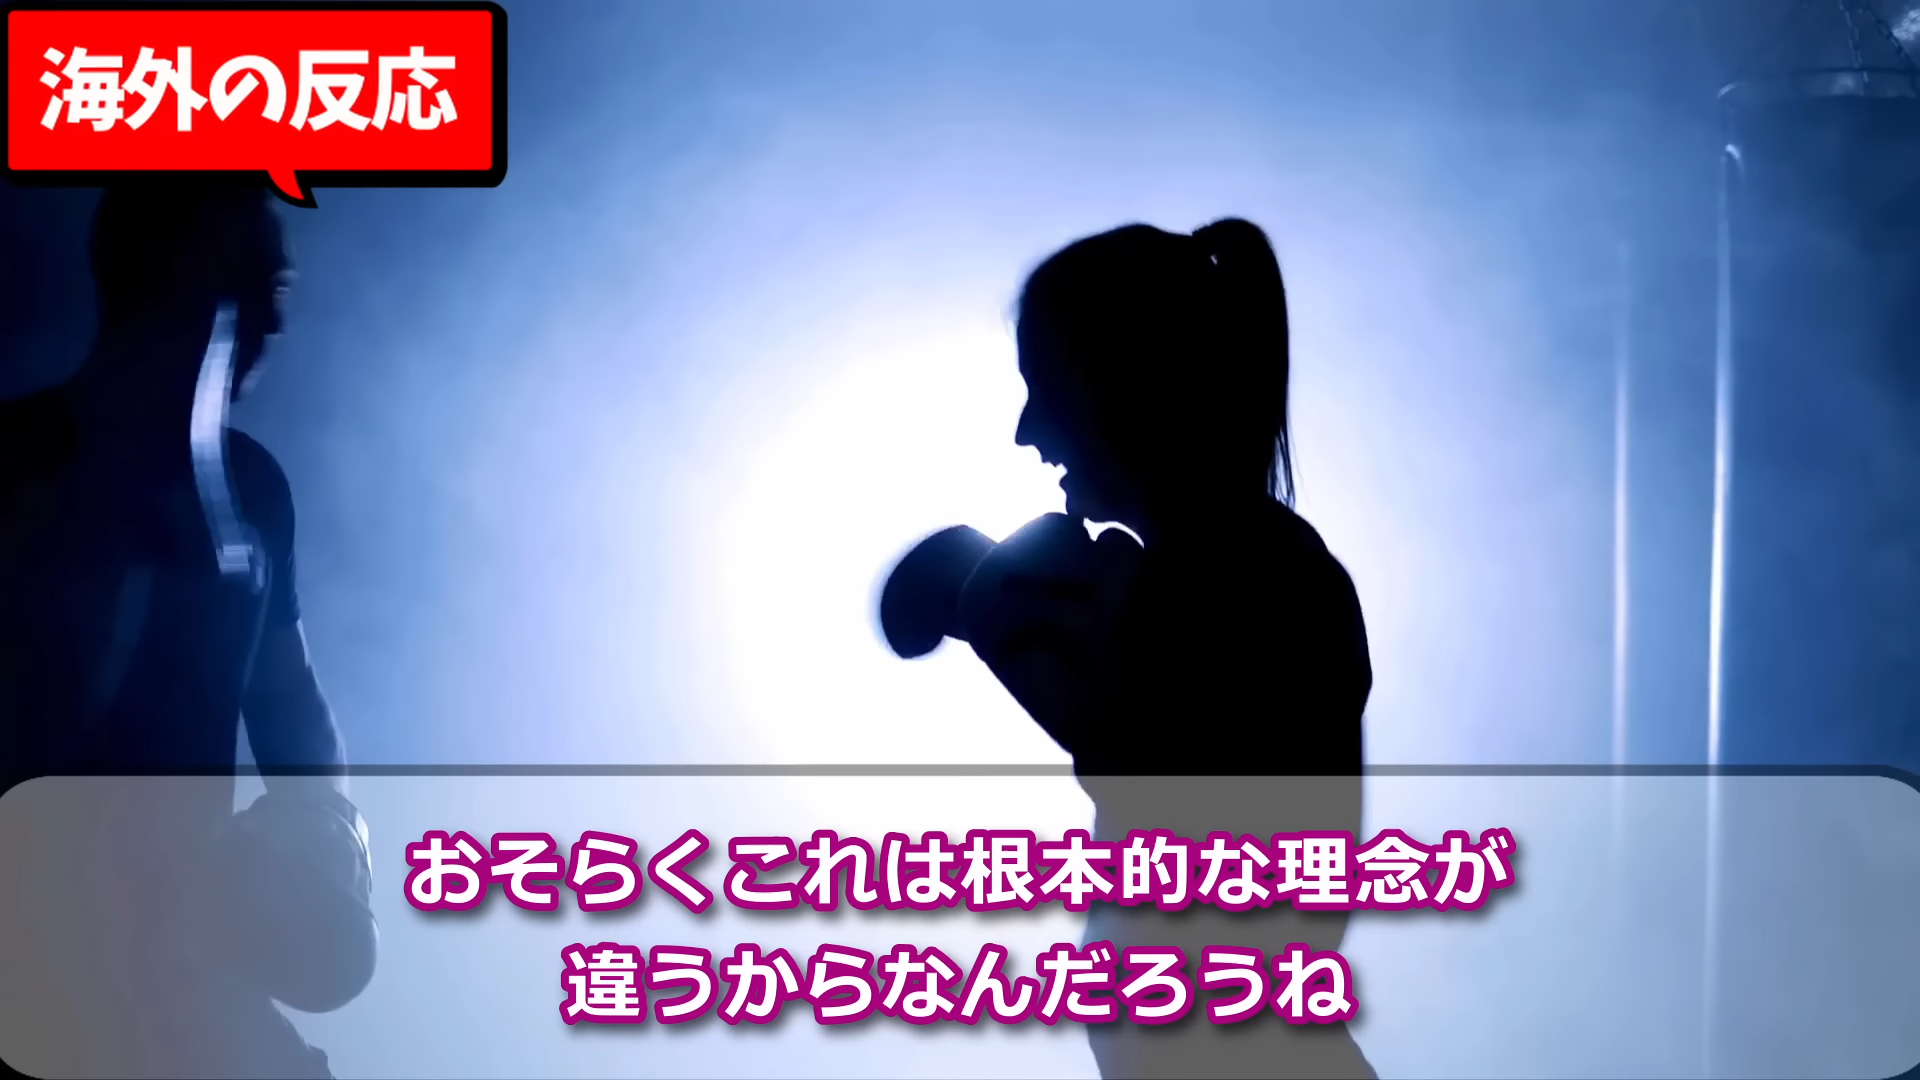 海外の反応
おそらくこれは根本的な理念が
違うからなんだろうね